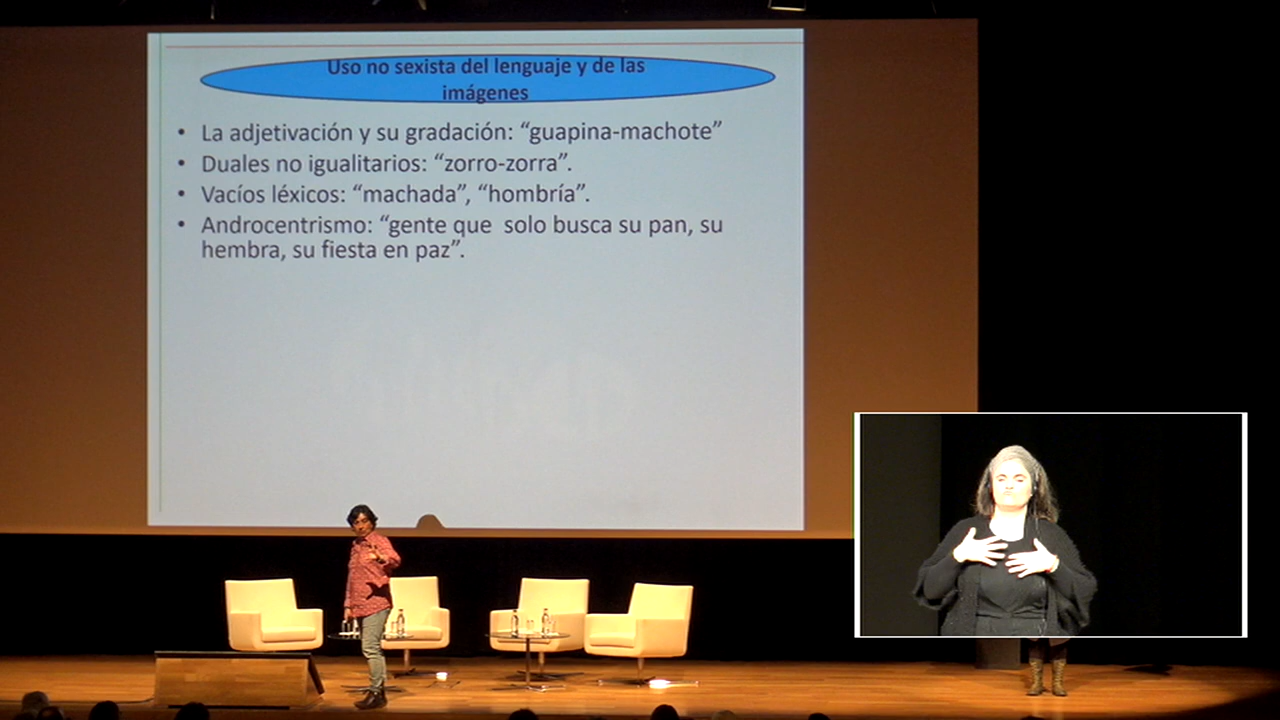 Uso no sexista del lenguaje y de las
imágenes
• La adjetivación y su gradación: “guapina-machote”
• Duales no igualitarios: “zorro-zorra”.
• Vacíos léxicos: “machada”, “hombría”.
• Androcentrismo: “gente que  solo busca su pan, su
hembra, su fiesta en paz”.